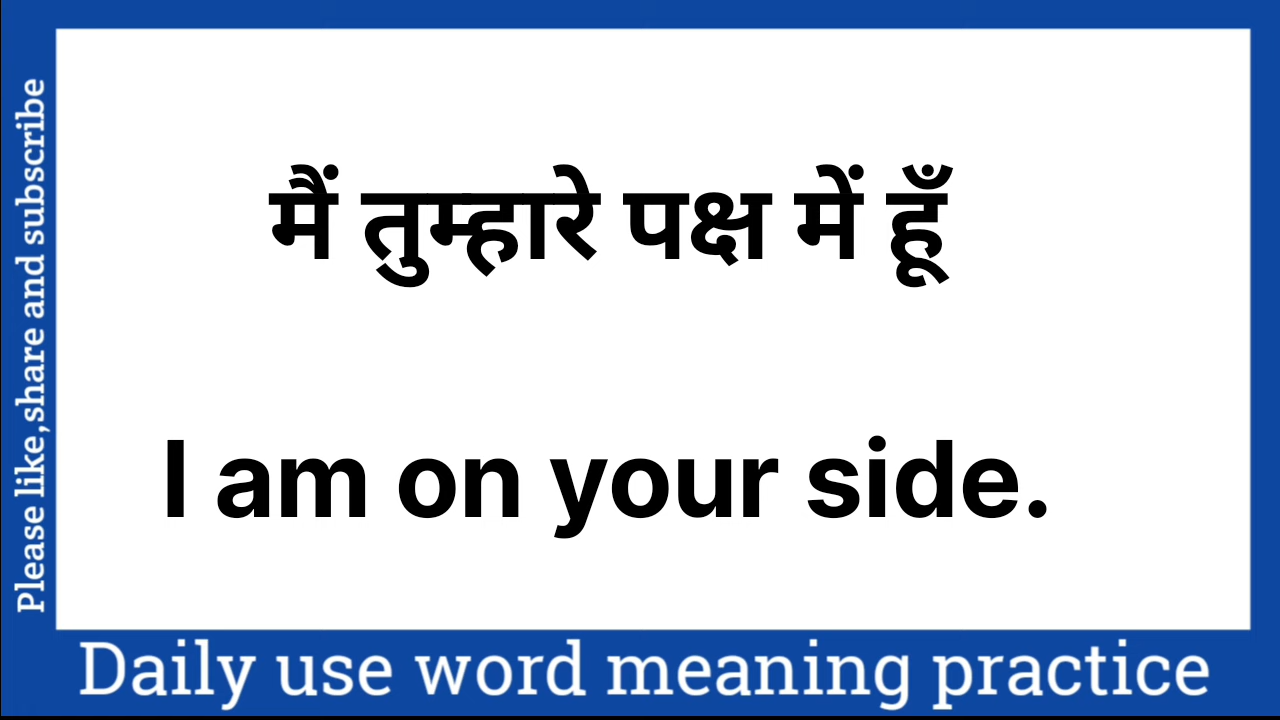 Please like,share and subscribe
मैं तुम्हारे पक्ष में हूँ
I am on your side.
Daily use word meaning practice